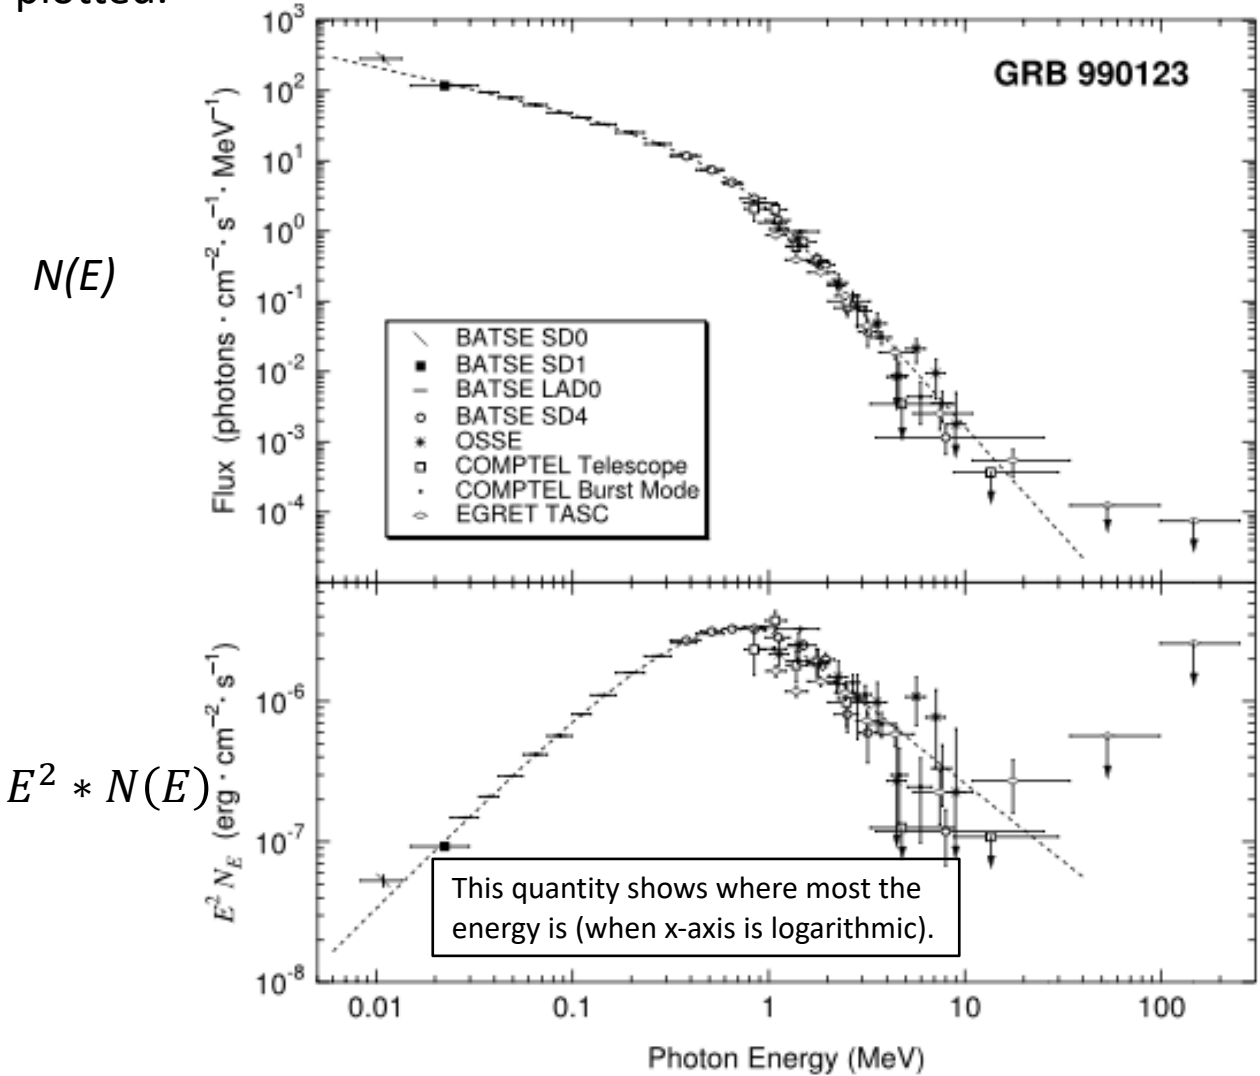 plotted.
10³
10²
10¹
10⁰
10⁻¹
10⁻²
10⁻³
10⁻⁴
Flux (photons · cm⁻² · s⁻¹ · MeV⁻¹)
GRB 990123
N(E)
BATSE SD0
BATSE SD1
BATSE LAD0
BATSE SD4
OSSE
COMPTEL Telescope
COMPTEL Burst Mode
EGRET TASC
10⁻⁶
10⁻⁷
10⁻⁸
E² * N(E)
E² N_E (erg · cm⁻² · s⁻¹)
This quantity shows where most the
energy is (when x-axis is logarithmic).
0.01 0.1 1 10 100
Photon Energy (MeV)